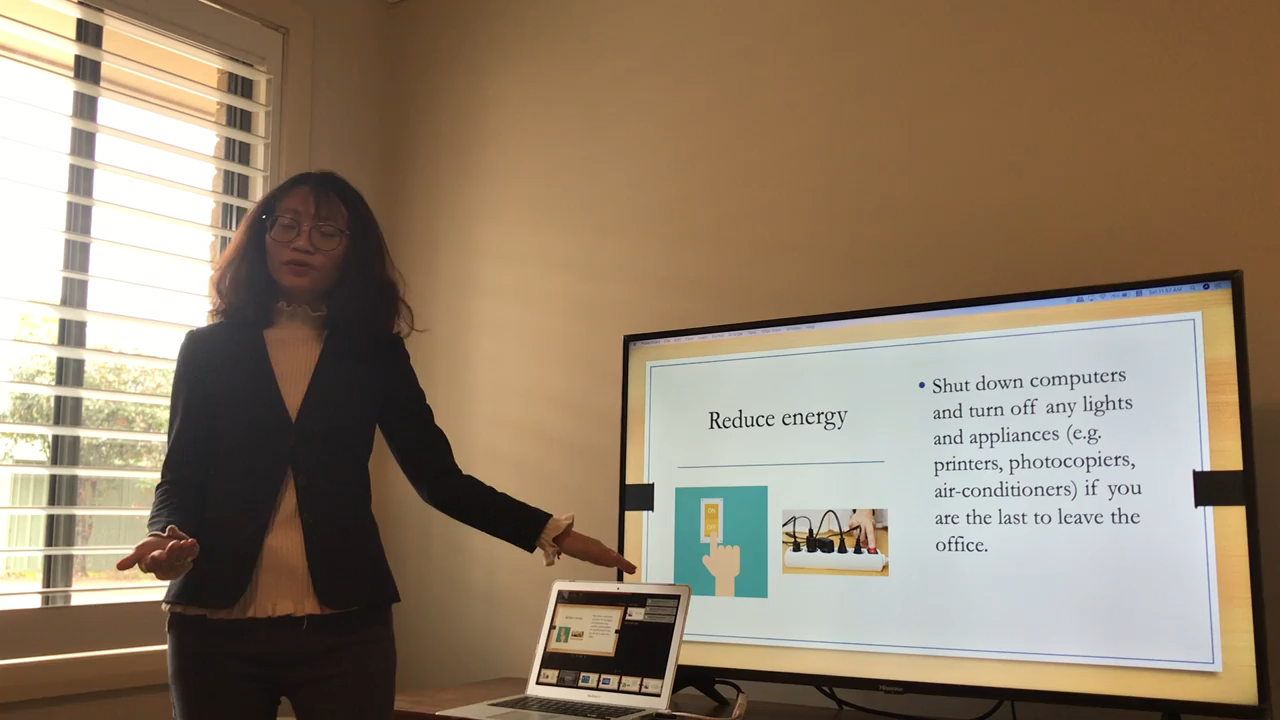 Reduce energy
ON
OFF
• Shut down computers
and turn off any lights
and appliances (e.g.
printers, photocopiers,
air-conditioners) if you
are the last to leave the
office.
Hisense